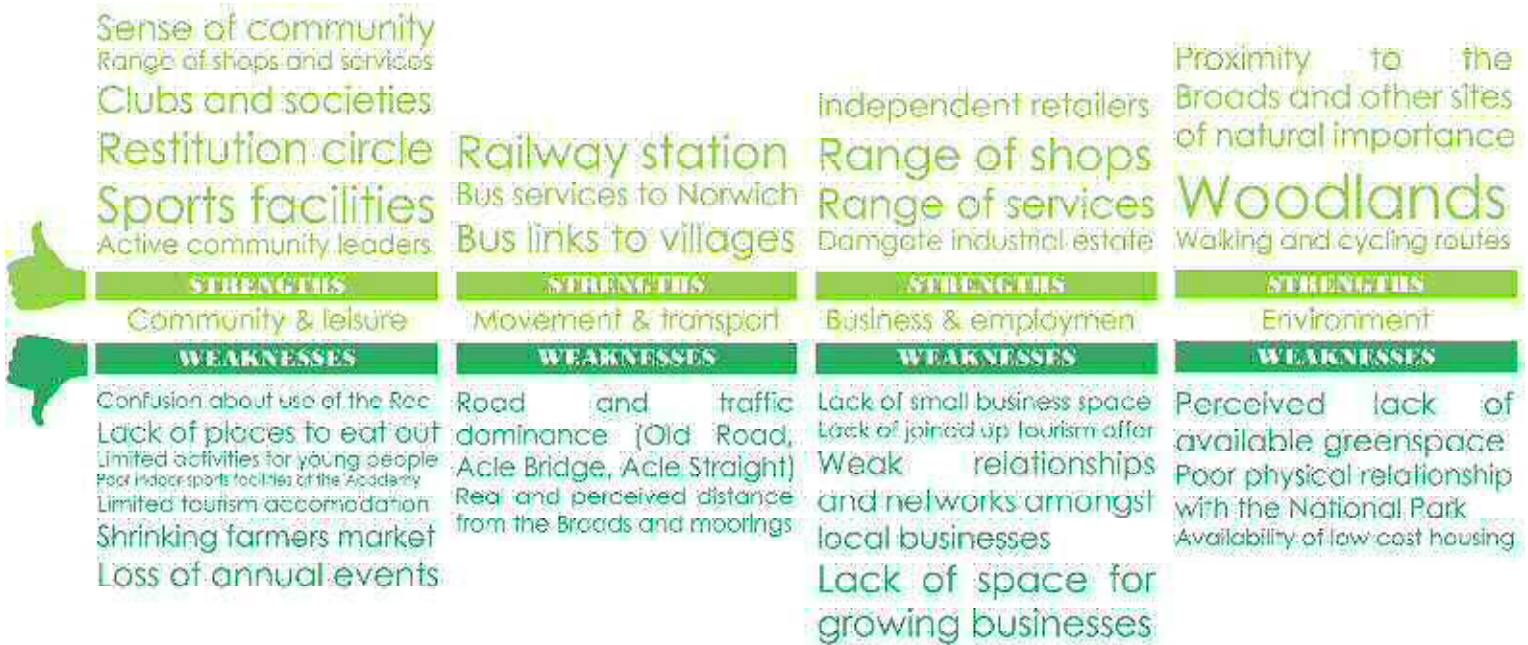 Sense of community
Range of shops and services
Clubs and societies
Restitution circle
Sports facilities
Active community leaders
STRENGTHS
Community & leisure
WEAKNESSES
Confusion about use of the Rec
Lack of places to eat out
Limited activities for young people
Poor indoor sports facilities at the Academy
Limited tourism accomodation
Shrinking farmers market
Loss of annual events
Railway station
Bus services to Norwich
Bus links to villages
STRENGTHS
Movement & transport
WEAKNESSES
Road and traffic
dominance (Old Road,
Acle Bridge, Acle Straight)
Real and perceived distance
from the Broads and moorings
Independent retailers
Range of shops
Range of services
Damgate industrial estate
STRENGTHS
Business & employmen
WEAKNESSES
Lack of small business space
Lack of joined up tourism offer
Weak relationships
and networks amongst
local businesses
Lack of space for
growing businesses
Proximity to the
Broads and other sites
of natural importance
Woodlands
Walking and cycling routes
STRENGTHS
Environment
WEAKNESSES
Perceived lack of
available greenspace
Poor physical relationship
with the National Park
Availability of low cost housing